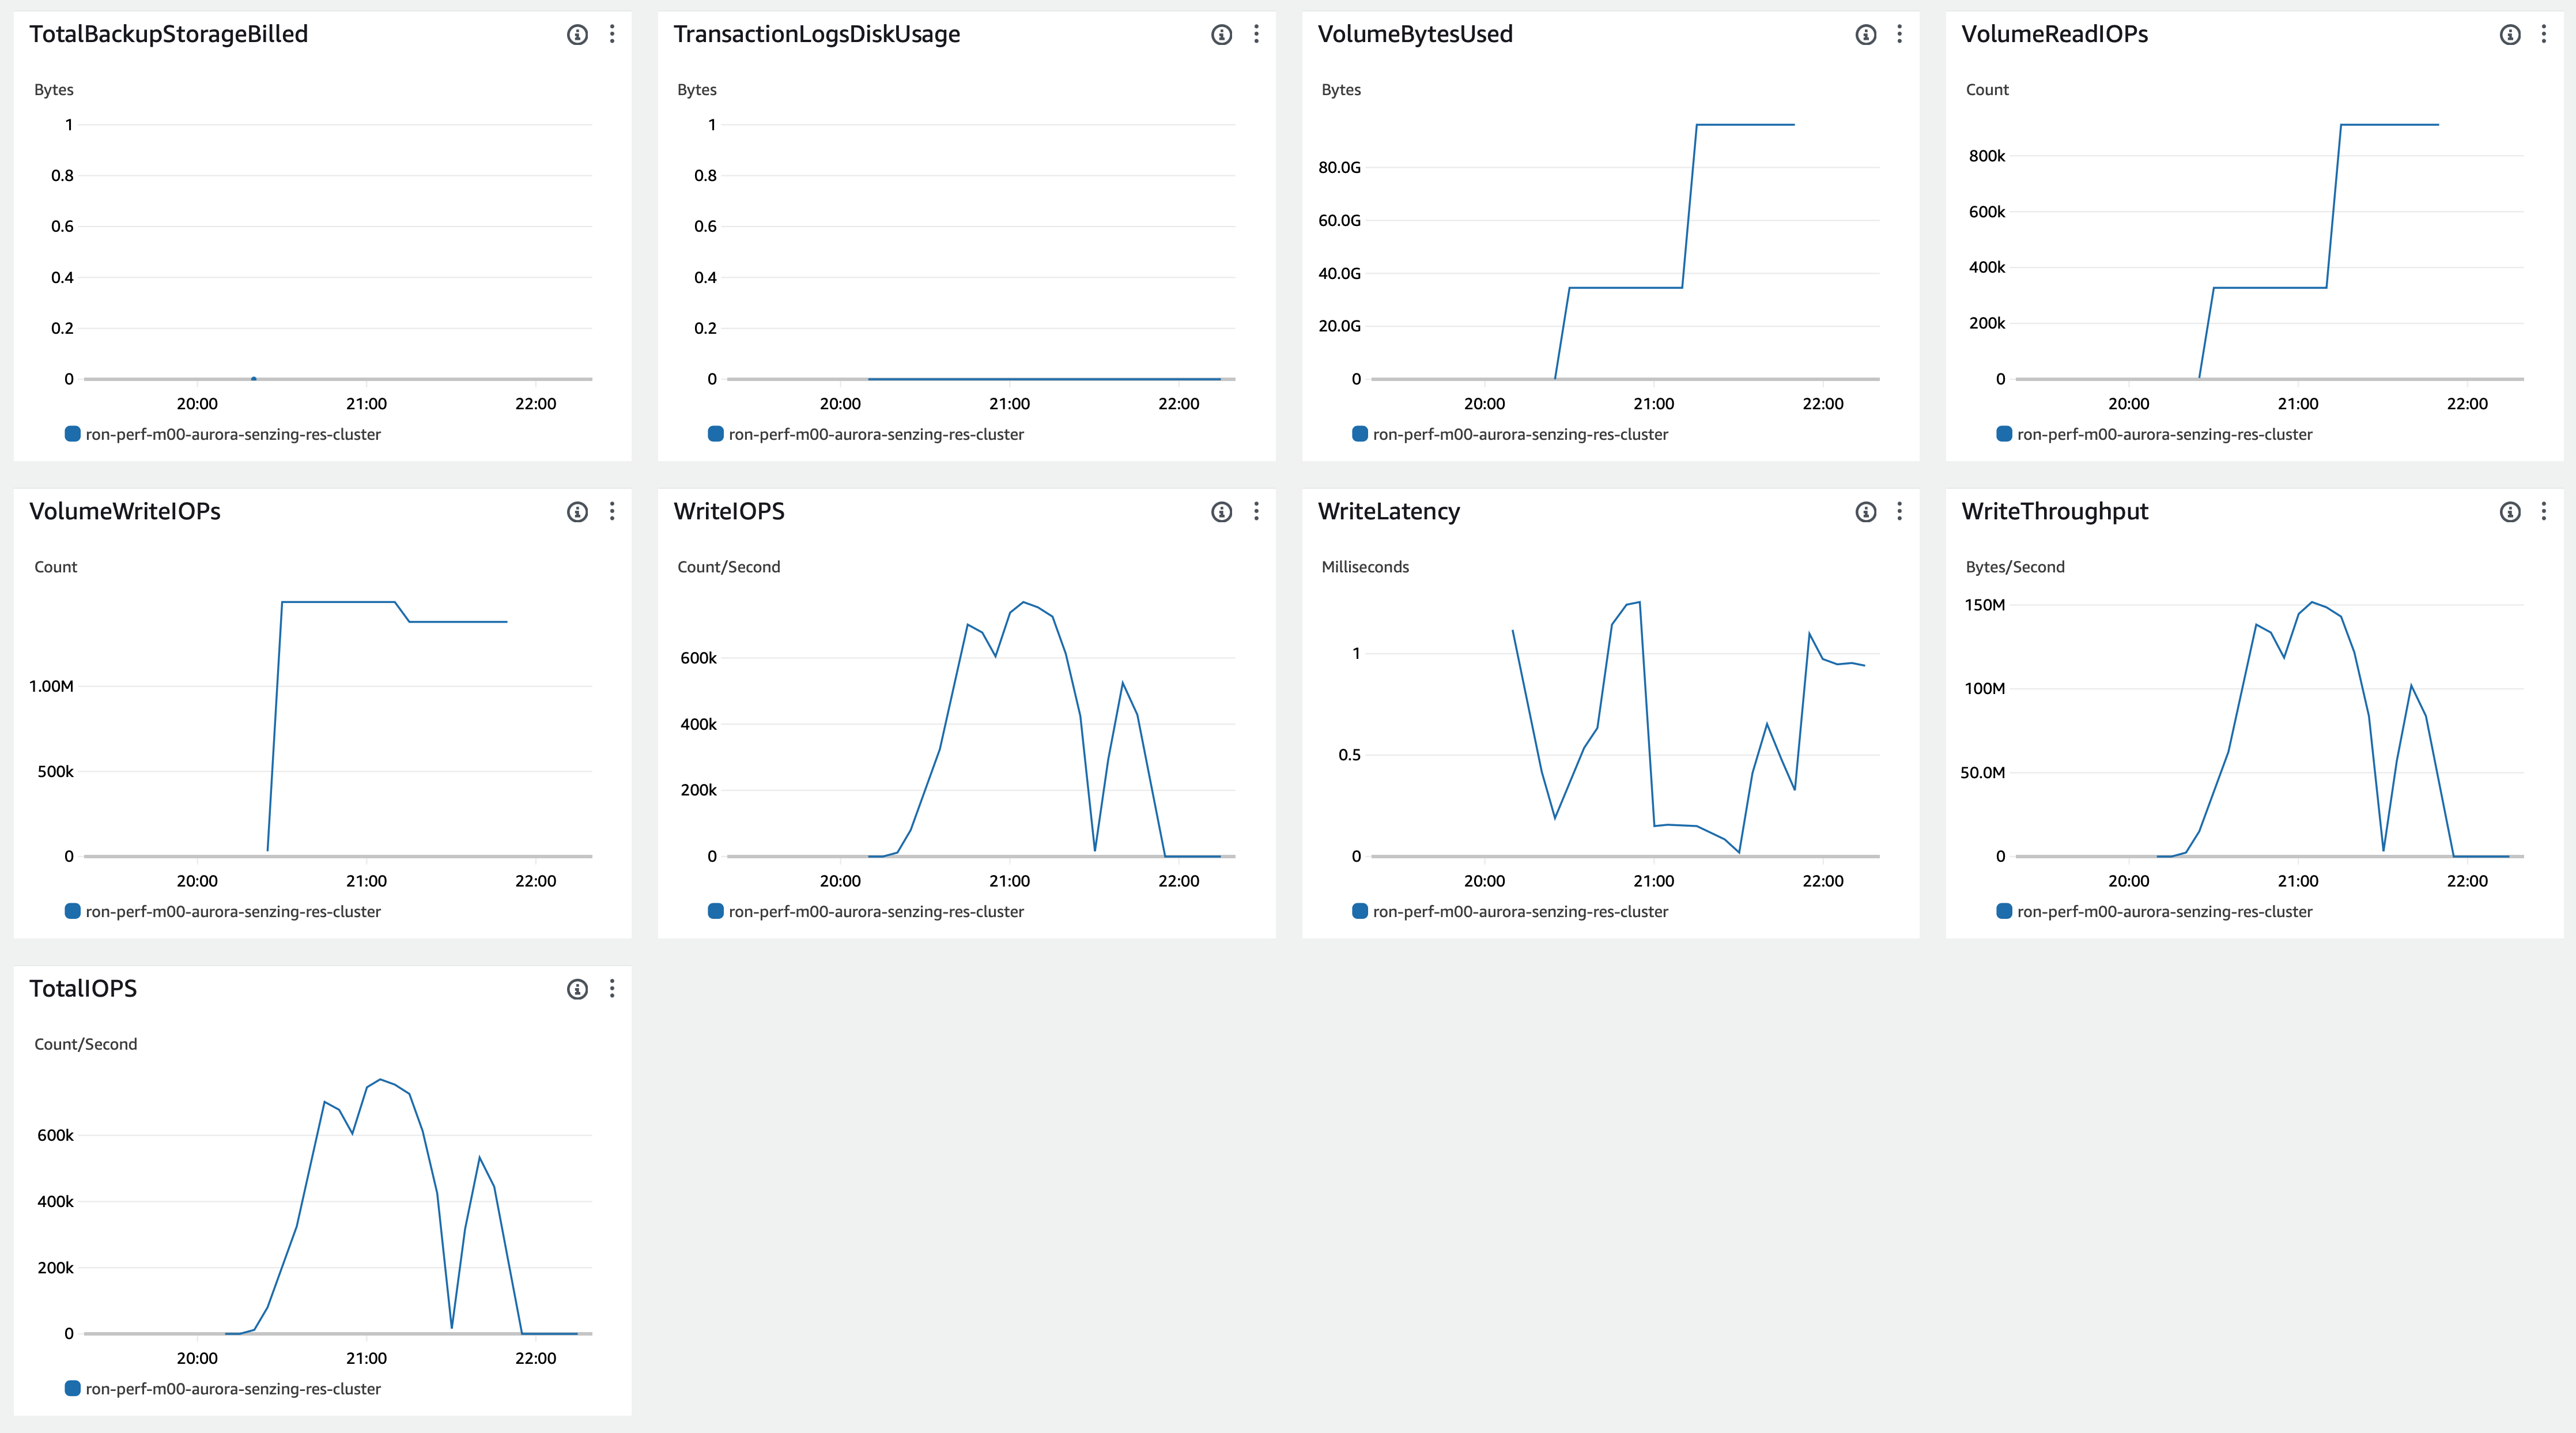 TotalBackupStorageBilled
Bytes
1
0.8
0.6
0.4
0.2
0
20:00 21:00 22:00
ron-perf-m00-aurora-senzing-res-cluster
TransactionLogsDiskUsage
Bytes
1
0.8
0.6
0.4
0.2
0
20:00 21:00 22:00
ron-perf-m00-aurora-senzing-res-cluster
VolumeBytesUsed
Bytes
80.0G
60.0G
40.0G
20.0G
0
20:00 21:00 22:00
ron-perf-m00-aurora-senzing-res-cluster
VolumeReadIOPs
Count
800k
600k
400k
200k
0
20:00 21:00 22:00
ron-perf-m00-aurora-senzing-res-cluster
VolumeWriteIOPs
Count
1.00M
500k
0
20:00 21:00 22:00
ron-perf-m00-aurora-senzing-res-cluster
WriteIOPS
Count/Second
600k
400k
200k
0
20:00 21:00 22:00
ron-perf-m00-aurora-senzing-res-cluster
WriteLatency
Milliseconds
1
0.5
0
20:00 21:00 22:00
ron-perf-m00-aurora-senzing-res-cluster
WriteThroughput
Bytes/Second
150M
100M
50.0M
0
20:00 21:00 22:00
ron-perf-m00-aurora-senzing-res-cluster
TotalIOPS
Count/Second
600k
400k
200k
0
20:00 21:00 22:00
ron-perf-m00-aurora-senzing-res-cluster